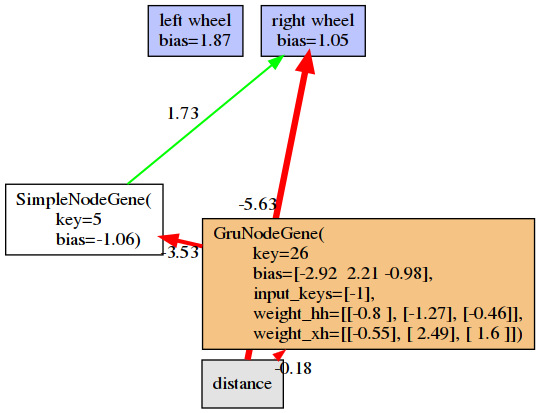 left wheel
bias=1.87
right wheel
bias=1.05
1.73
-5.63
SimpleNodeGene(
key=5
bias=-1.06)
-3.53
GruNodeGene(
key=26
bias=[-2.92 2.21 -0.98],
input_keys=[-1],
weight_hh=[[-0.8 ], [-1.27], [-0.46]],
weight_xh=[[-0.55], [ 2.49], [ 1.6 ]])
-0.18
distance